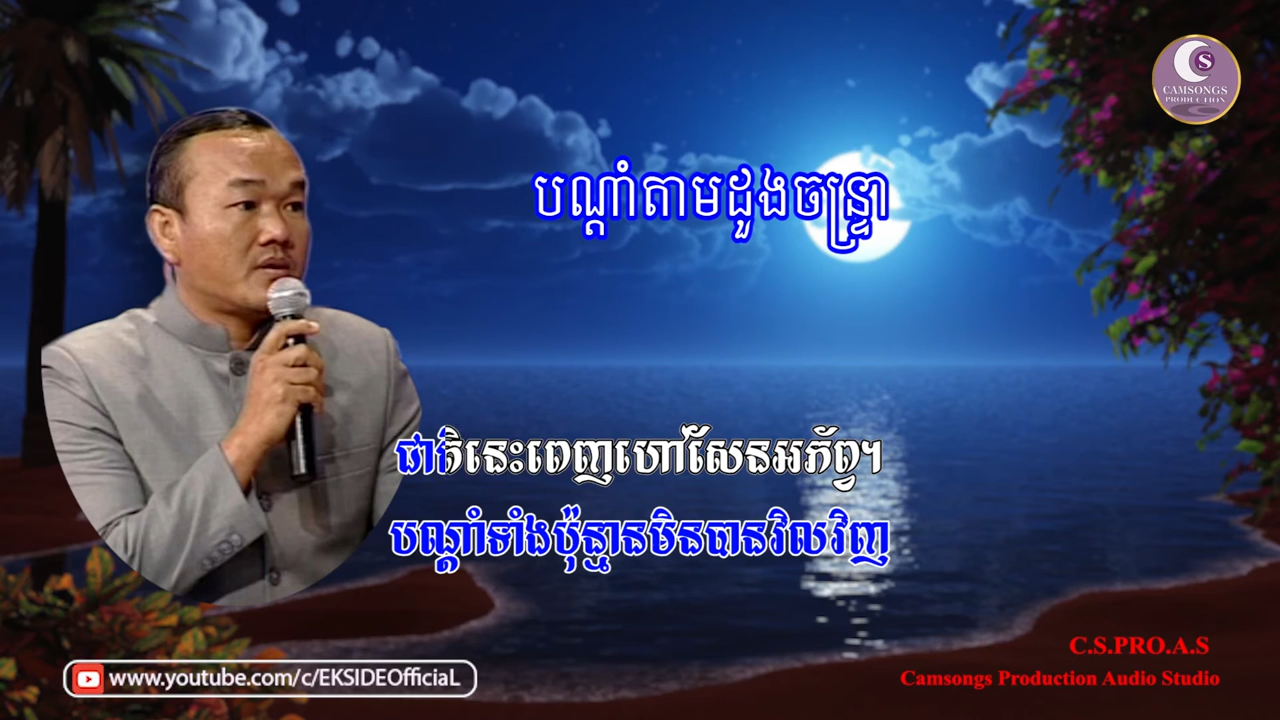 S
CAMSONGS
PRODUCTION
បណ្ដាំតាមដួងចន្ទ្រា
ជាតិនេះពេញហៅសែនអភ័ព្វ។
បណ្ដាំទាំងប៉ុន្មានមិនបានវិលវិញ
C.S.PRO.A.S
Camsongs Production Audio Studio
www.youtube.com/c/EKSIDEOfficiaL